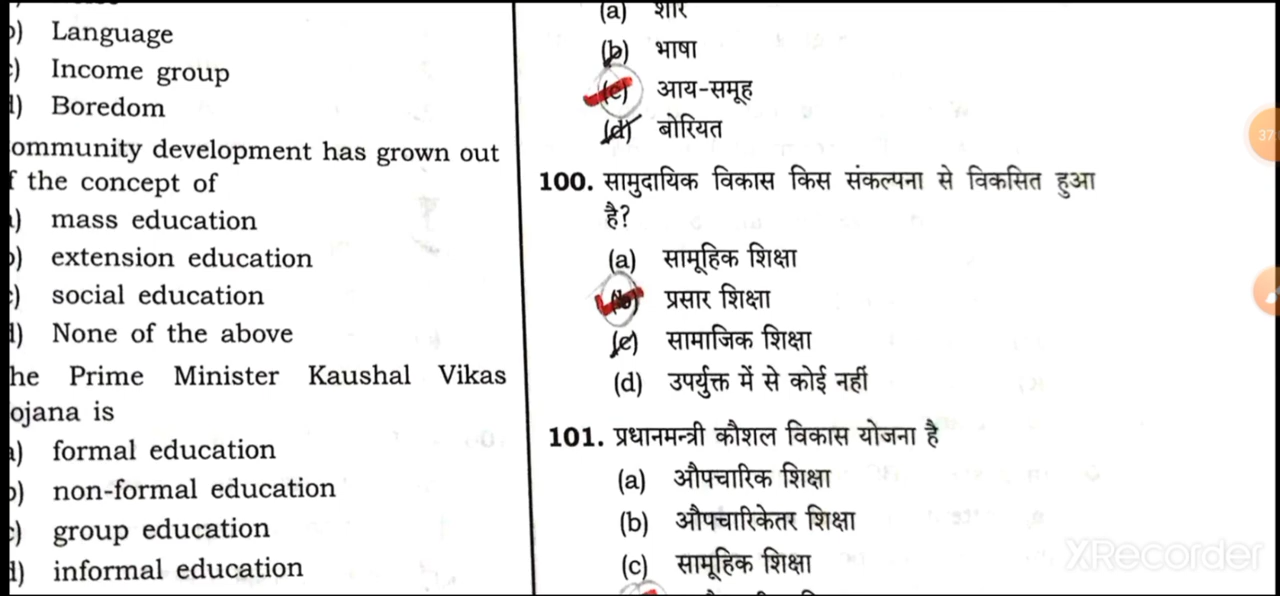 Language
Income group
Boredom
ommunity development has grown out
f the concept of
mass education
extension education
social education
None of the above
he Prime Minister Kaushal Vikas
ojana is
formal education
non-formal education
group education
informal education
(a) शोर
(b) भाषा
(c) आय-समूह
(d) बोरियत
100. सामुदायिक विकास किस संकल्पना से विकसित हुआ
है?
(a) सामूहिक शिक्षा
(b) प्रसार शिक्षा
(c) सामाजिक शिक्षा
(d) उपर्युक्त में से कोई नहीं
101. प्रधानमन्त्री कौशल विकास योजना है
(a) औपचारिक शिक्षा
(b) औपचारिकेतर शिक्षा
(c) सामूहिक शिक्षा
XRecorder